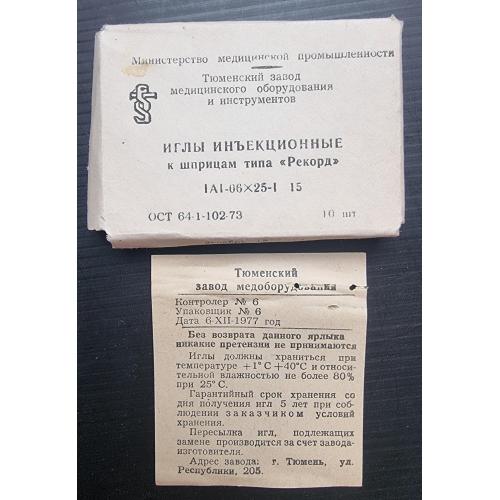 Министерство медицинской промышленности
Тюменский завод
медицинского оборудования
и инструментов
ИГЛЫ ИНЪЕКЦИОННЫЕ
к шприцам типа «Рекорд»
1А1-06×25-1 15
ОСТ 64-1-102-73 10 шт
Тюменский
завод медоборудования
Контролер № 6
Упаковщик № 6
Дата 6-XII-1977 год
Без возврата данного ярлыка
никакие претензии не принимаются
Иглы должны храниться при
температуре +1°С +40°С и относи-
тельной влажностью не более 80%
при 25°С.
Гарантийный срок хранения со
дня получения игл 5 лет при соб-
людении заказчиком условий
хранения.
Пересылка игл, подлежащих
замене производится за счет завода-
изготовителя.
Адрес завода: г. Тюмень, ул.
Республики, 205.